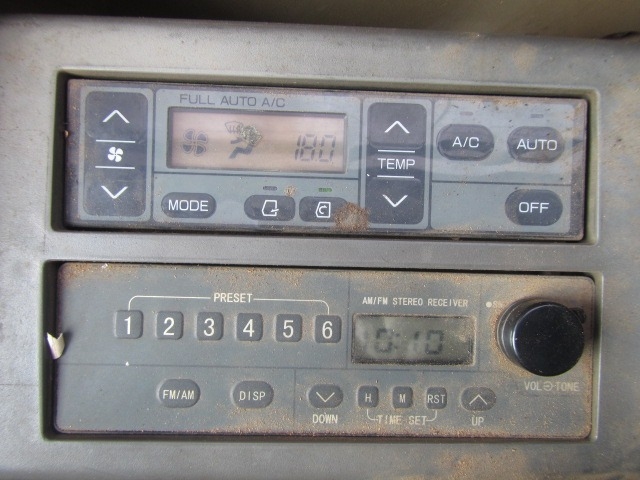 FULL AUTO A/C
18.0
TEMP
A/C
AUTO
MODE
OFF
PRESET
AM/FM STEREO RECEIVER
1 2 3 4 5 6
0:10
VOL TONE
FM/AM
DISP
DOWN
H
M
RST
TIME SET
UP